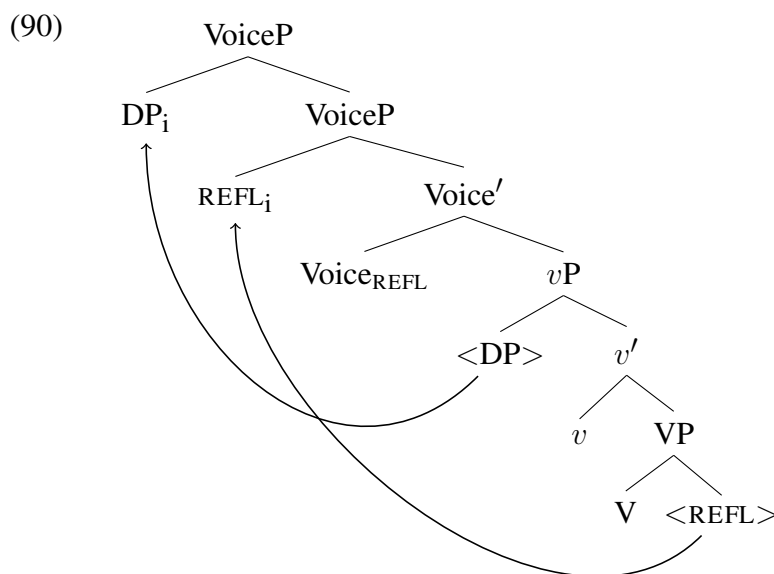 (90)
VoiceP
DPi VoiceP
REFLi Voice′
VoiceREFL vP
<DP> v′
v VP
V <REFL>